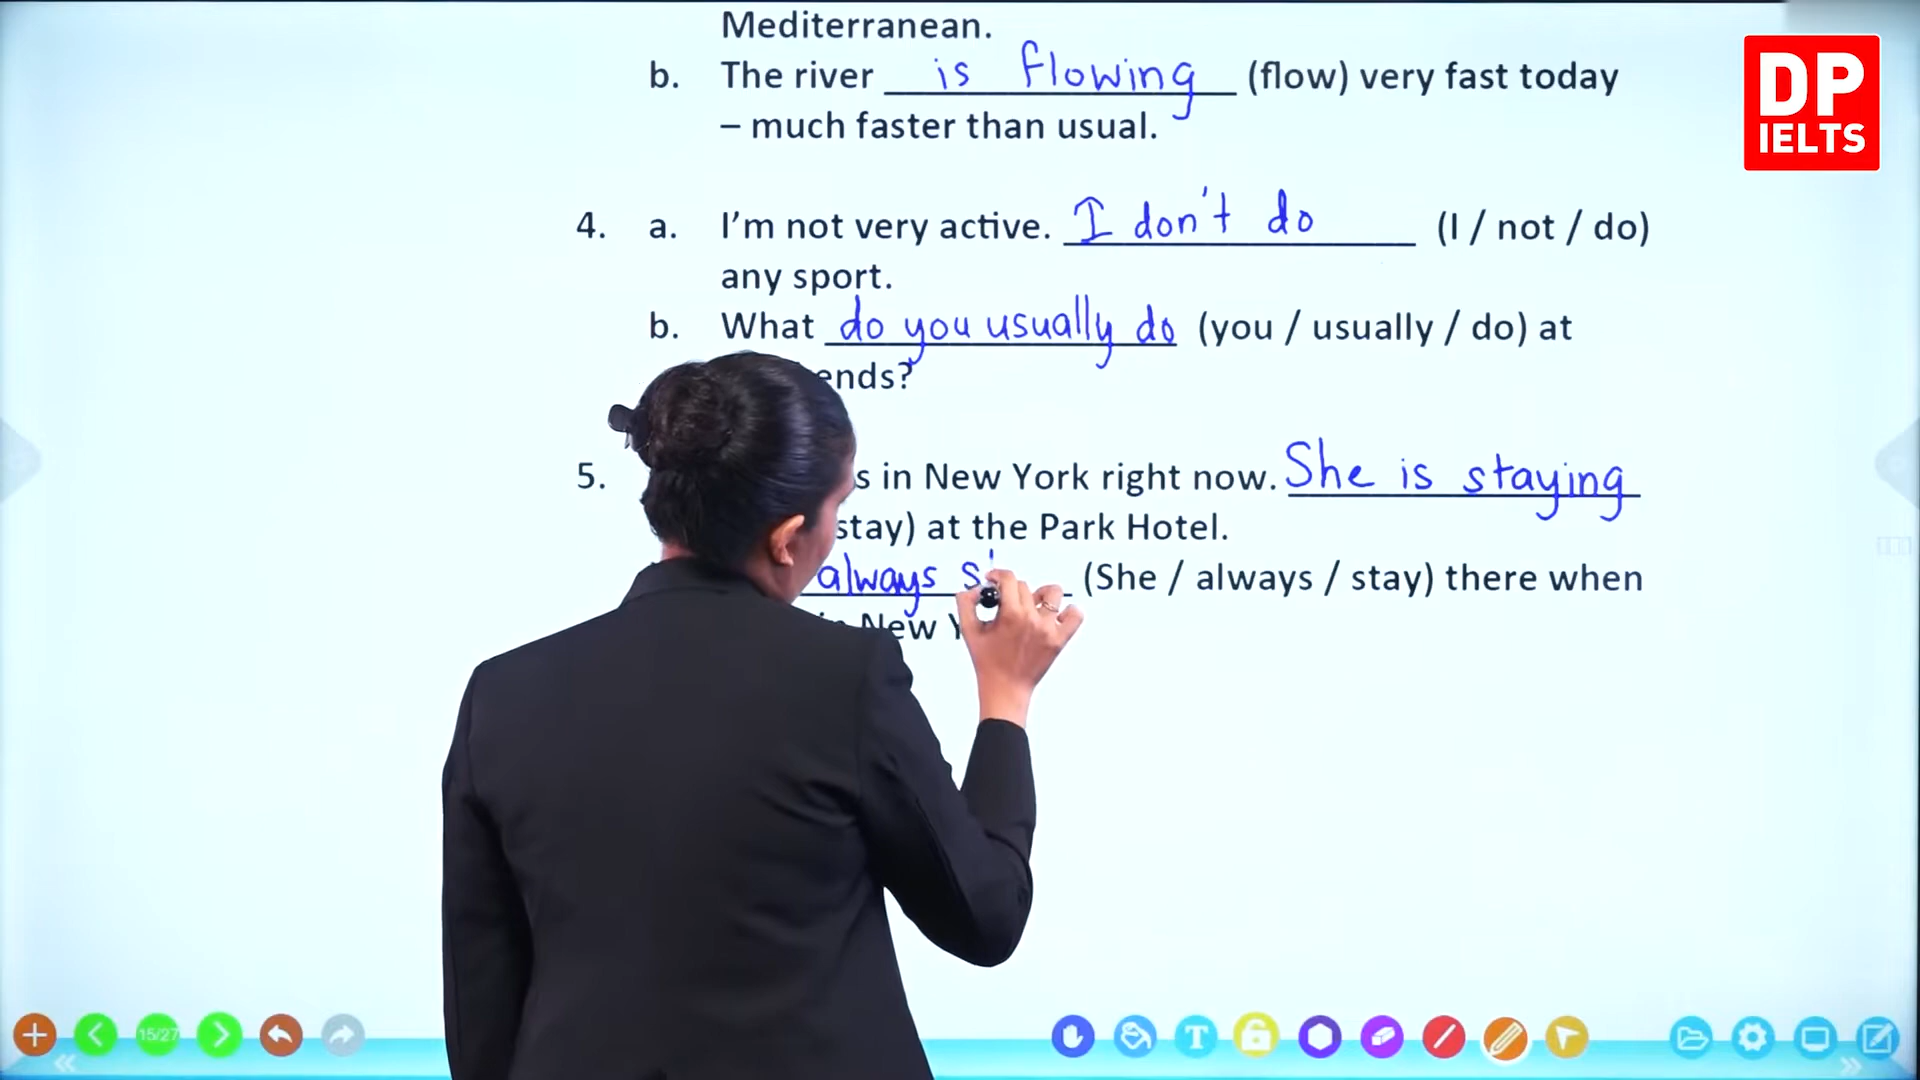 Mediterranean.
b. The river is flowing (flow) very fast today
– much faster than usual.
DP
IELTS
4. a. I'm not very active. I don't do (I / not / do)
any sport.
b. What do you usually do (you / usually / do) at
ends?
5. s in New York right now. She is staying
stay) at the Park Hotel.
always (She / always / stay) there when
New
15/27